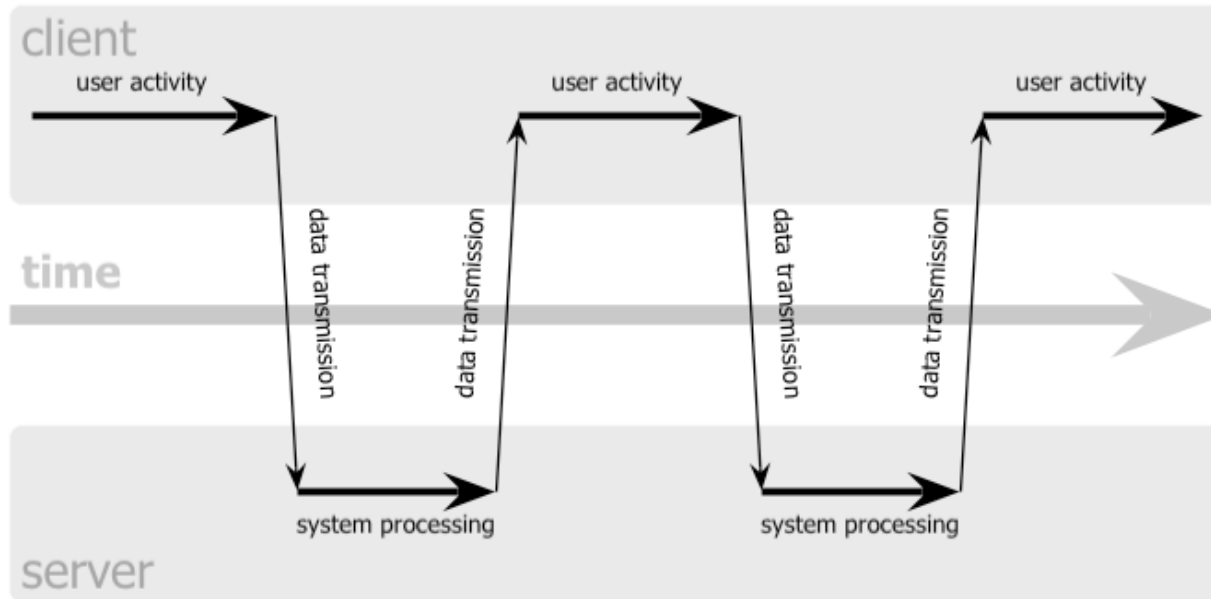 client
user activity
user activity
user activity
data transmission
data transmission
data transmission
data transmission
time
system processing
system processing
server